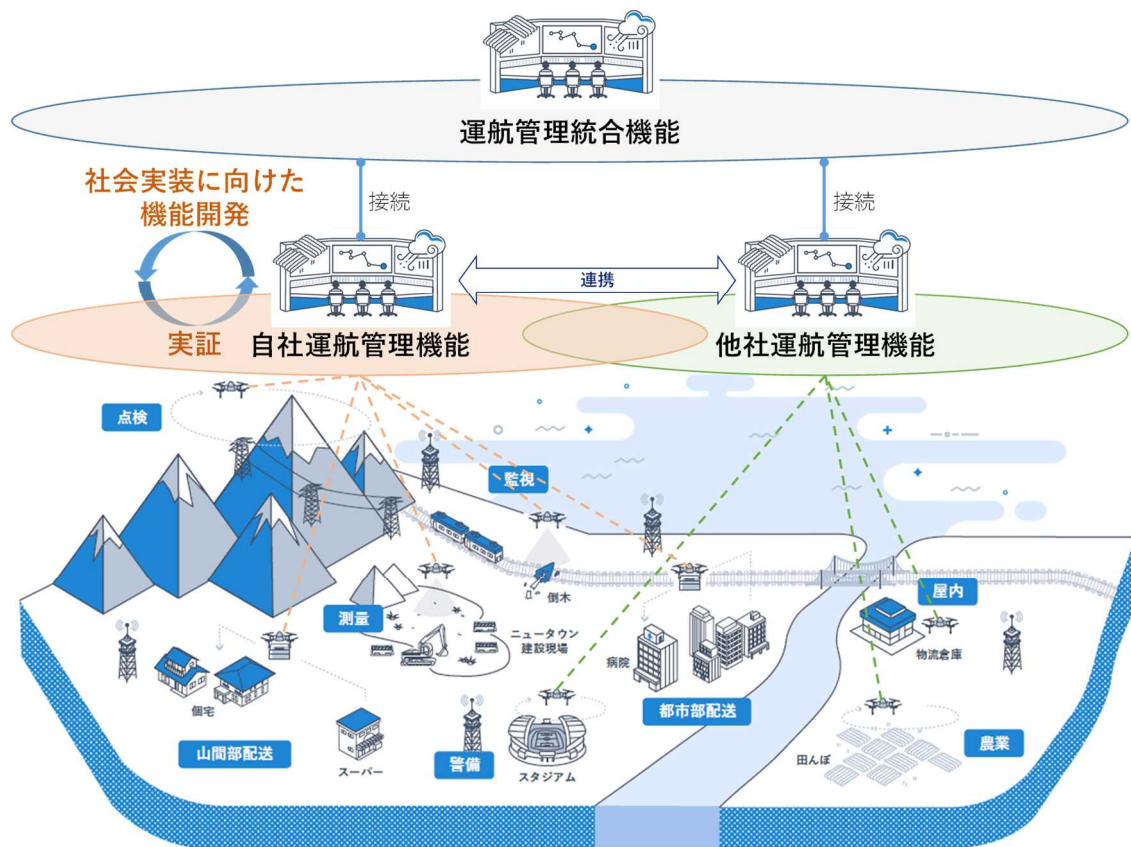 運航管理統合機能
社会実装に向けた
機能開発
接続
接続
連携
実証
自社運航管理機能
他社運航管理機能
点検
監視
倒木
測量
ニュータウン
建設現場
屋内
物流倉庫
病院
個宅
都市部配送
山間部配送
スーパー
警備
スタジアム
田んぼ
農業